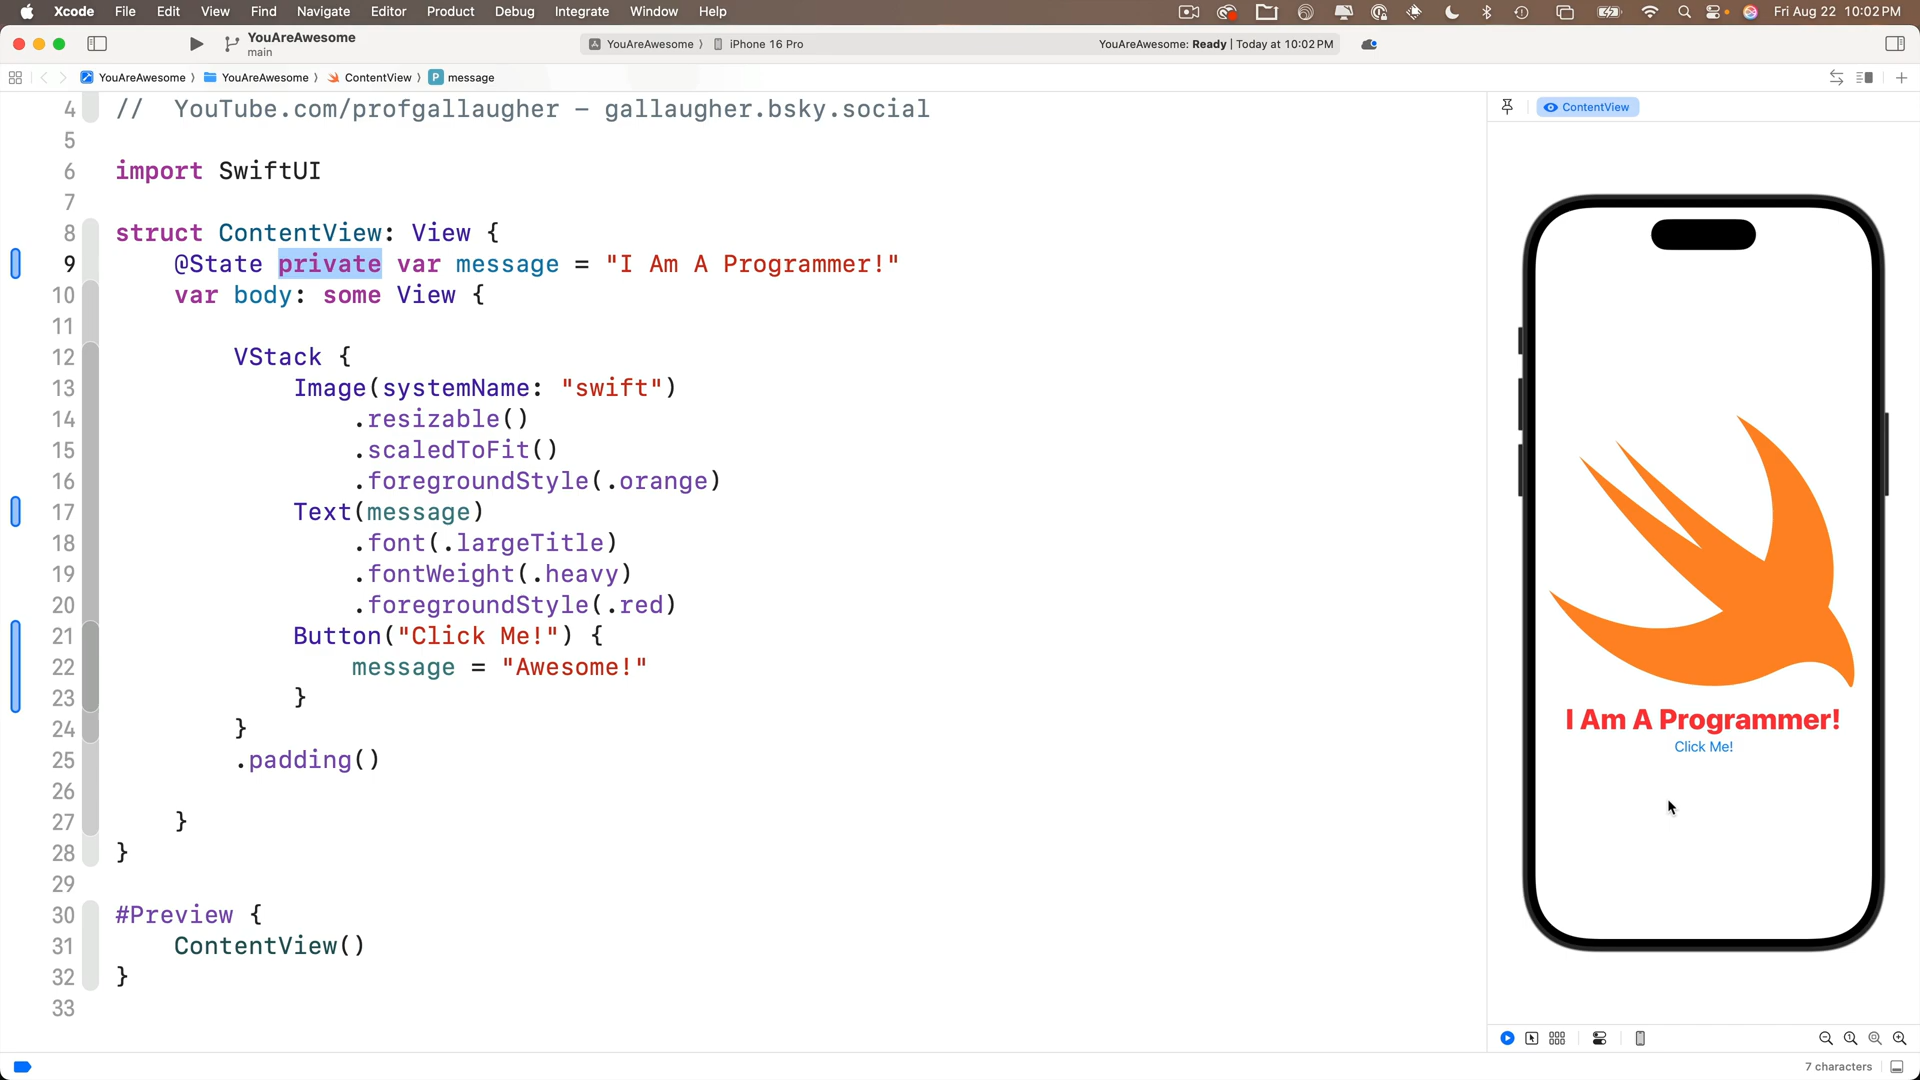 Xcode File Edit View Find Navigate Editor Product Debug Integrate Window Help Fri Aug 22 10:02 PM
YouAreAwesome
main
YouAreAwesome 〉 iPhone 16 Pro
YouAreAwesome: Ready | Today at 10:02 PM
YouAreAwesome 〉 YouAreAwesome 〉 ContentView 〉 P message
4 // YouTube.com/profgallaugher – gallaugher.bsky.social
5
6 import SwiftUI
7
8 struct ContentView: View {
9 @State private var message = "I Am A Programmer!"
10 var body: some View {
11
12 VStack {
13 Image(systemName: "swift")
14 .resizable()
15 .scaledToFit()
16 .foregroundStyle(.orange)
17 Text(message)
18 .font(.largeTitle)
19 .fontWeight(.heavy)
20 .foregroundStyle(.red)
21 Button("Click Me!") {
22 message = "Awesome!"
23 }
24 }
25 .padding()
26
27 }
28 }
29
30 #Preview {
31 ContentView()
32 }
33
ContentView
I Am A Programmer!
Click Me!
7 characters